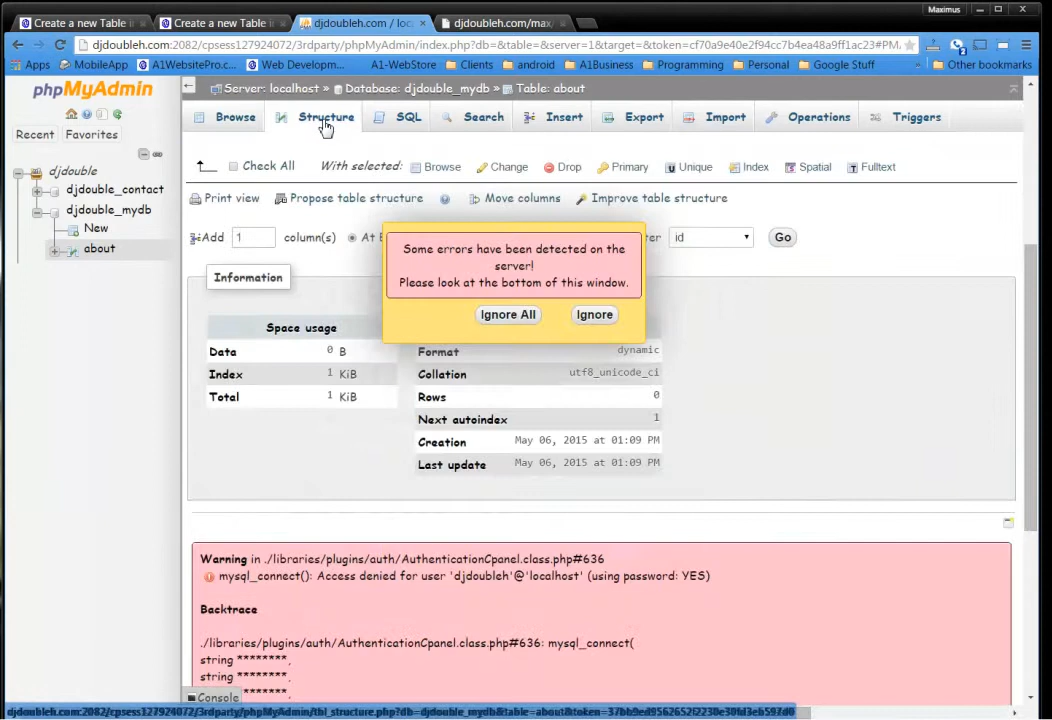 Maximus
Create a new Table i
Create a new Table i
djdoubleh.com / loc
djdoubleh.com/max
djdoubleh.com:2082/cpsess127924072/3rdparty/phpMyAdmin/index.php?db=&table=&server=1&target=&token=cf70a9e40e2f94cc7b4ea48a9ff1ac23#PM
Apps MobileApp A1WebsitePro.c... Web Developm... A1-WebStore Clients android A1Business Programming Personal Google Stuff » Other bookmarks
phpMyAdmin
Server: localhost » Database: djdouble_mydb » Table: about
Browse Structure SQL Search Insert Export Import Operations Triggers
Recent Favorites
Check All With selected: Browse Change Drop Primary Unique Index Spatial Fulltext
djdouble
djdouble_contact
djdouble_mydb
New
about
Print view Propose table structure Move columns Improve table structure
Add 1 column(s) At E ter id Go
Some errors have been detected on the
server!
Please look at the bottom of this window.
Ignore All Ignore
Information
Space usage
Data 0 B
Index 1 KiB
Total 1 KiB
Format dynamic
Collation utf8_unicode_ci
Rows 0
Next autoindex 1
Creation May 06, 2015 at 01:09 PM
Last update May 06, 2015 at 01:09 PM
Warning in ./libraries/plugins/auth/AuthenticationCpanel.class.php#636
mysql_connect(): Access denied for user 'djdoubleh'@'localhost' (using password: YES)
Backtrace
./libraries/plugins/auth/AuthenticationCpanel.class.php#636: mysql_connect(
string ********,
string ********,
********,
Console